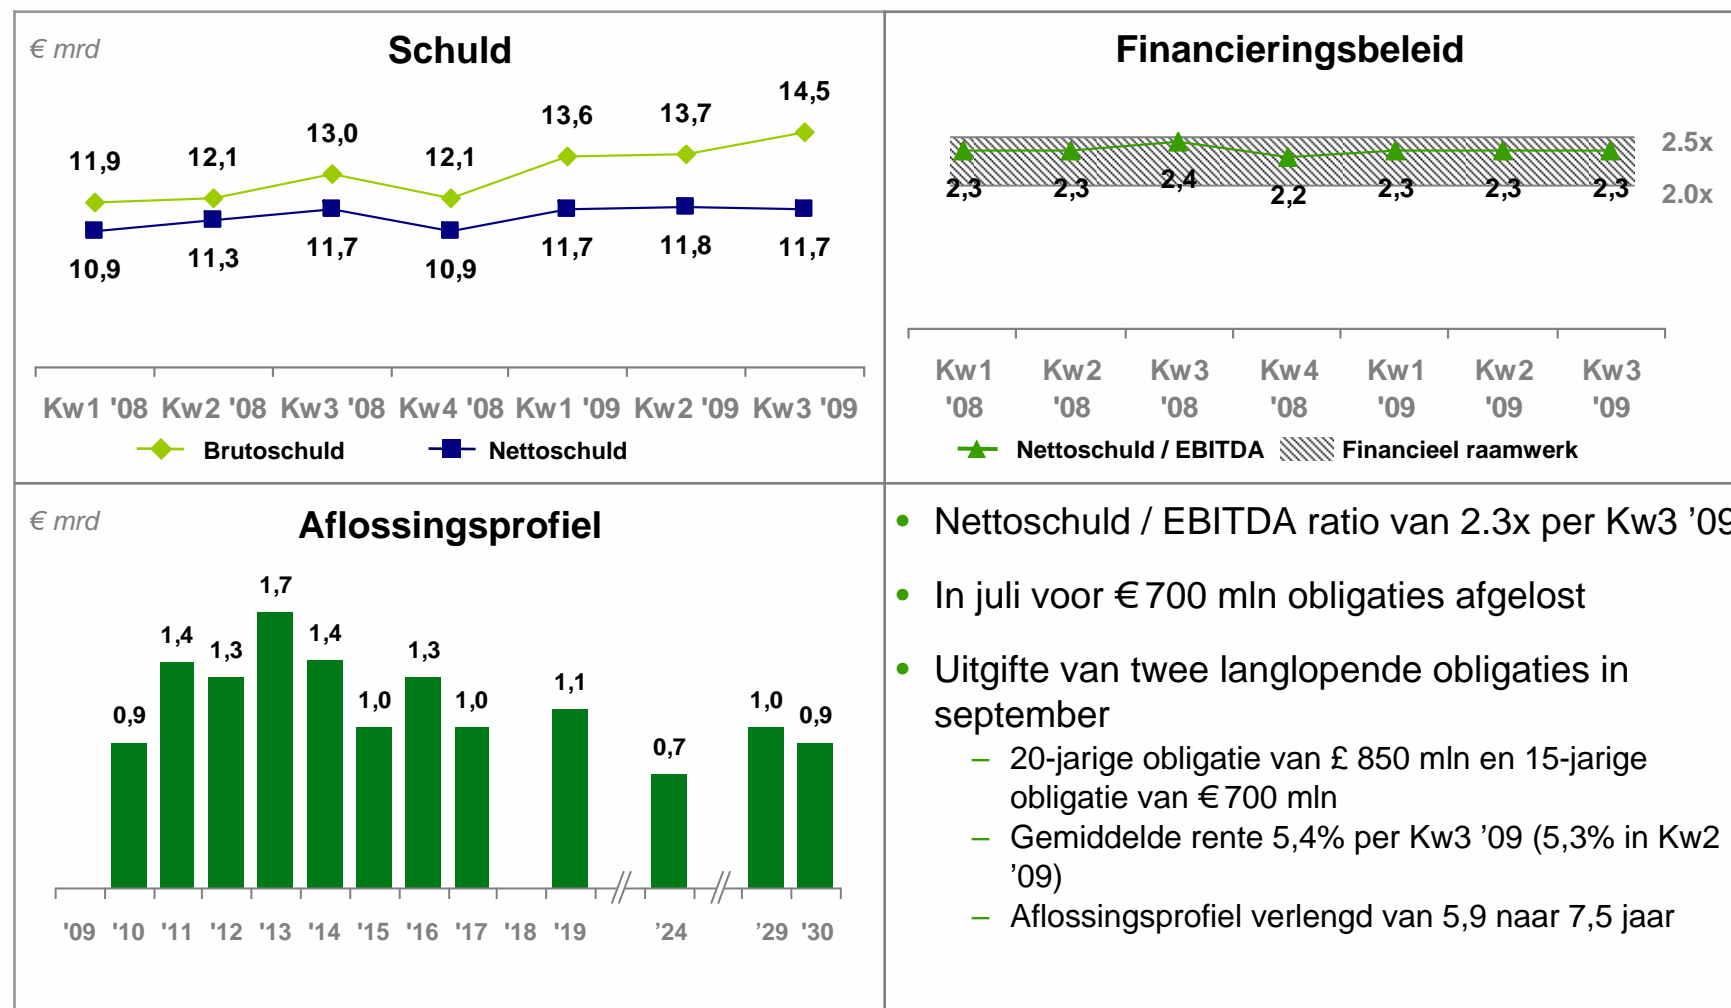 € mrd
Schuld
14,5
13,6
13,7
13,0
11,9
12,1
12,1
10,9
11,3
11,7
10,9
11,7
11,8
11,7
Kw1 '08 Kw2 '08 Kw3 '08 Kw4 '08 Kw1 '09 Kw2 '09 Kw3 '09
Brutoschuld Nettoschuld
Financieringsbeleid
2.5x
2,3 2,3 2,4 2,2 2,3 2,3 2,3
2.0x
Kw1 Kw2 Kw3 Kw4 Kw1 Kw2 Kw3
'08 '08 '08 '08 '09 '09 '09
Nettoschuld / EBITDA Financieel raamwerk
€ mrd
Aflossingsprofiel
0,9 1,4 1,3 1,7 1,4 1,0 1,3 1,0 1,1 0,7 1,0 0,9
'09 '10 '11 '12 '13 '14 '15 '16 '17 '18 '19 ’24 ’29 '30
• Nettoschuld / EBITDA ratio van 2.3x per Kw3 ’09
• In juli voor € 700 mln obligaties afgelost
• Uitgifte van twee langlopende obligaties in
september
– 20-jarige obligatie van £ 850 mln en 15-jarige
obligatie van € 700 mln
– Gemiddelde rente 5,4% per Kw3 ’09 (5,3% in Kw2
’09)
– Aflossingsprofiel verlengd van 5,9 naar 7,5 jaar